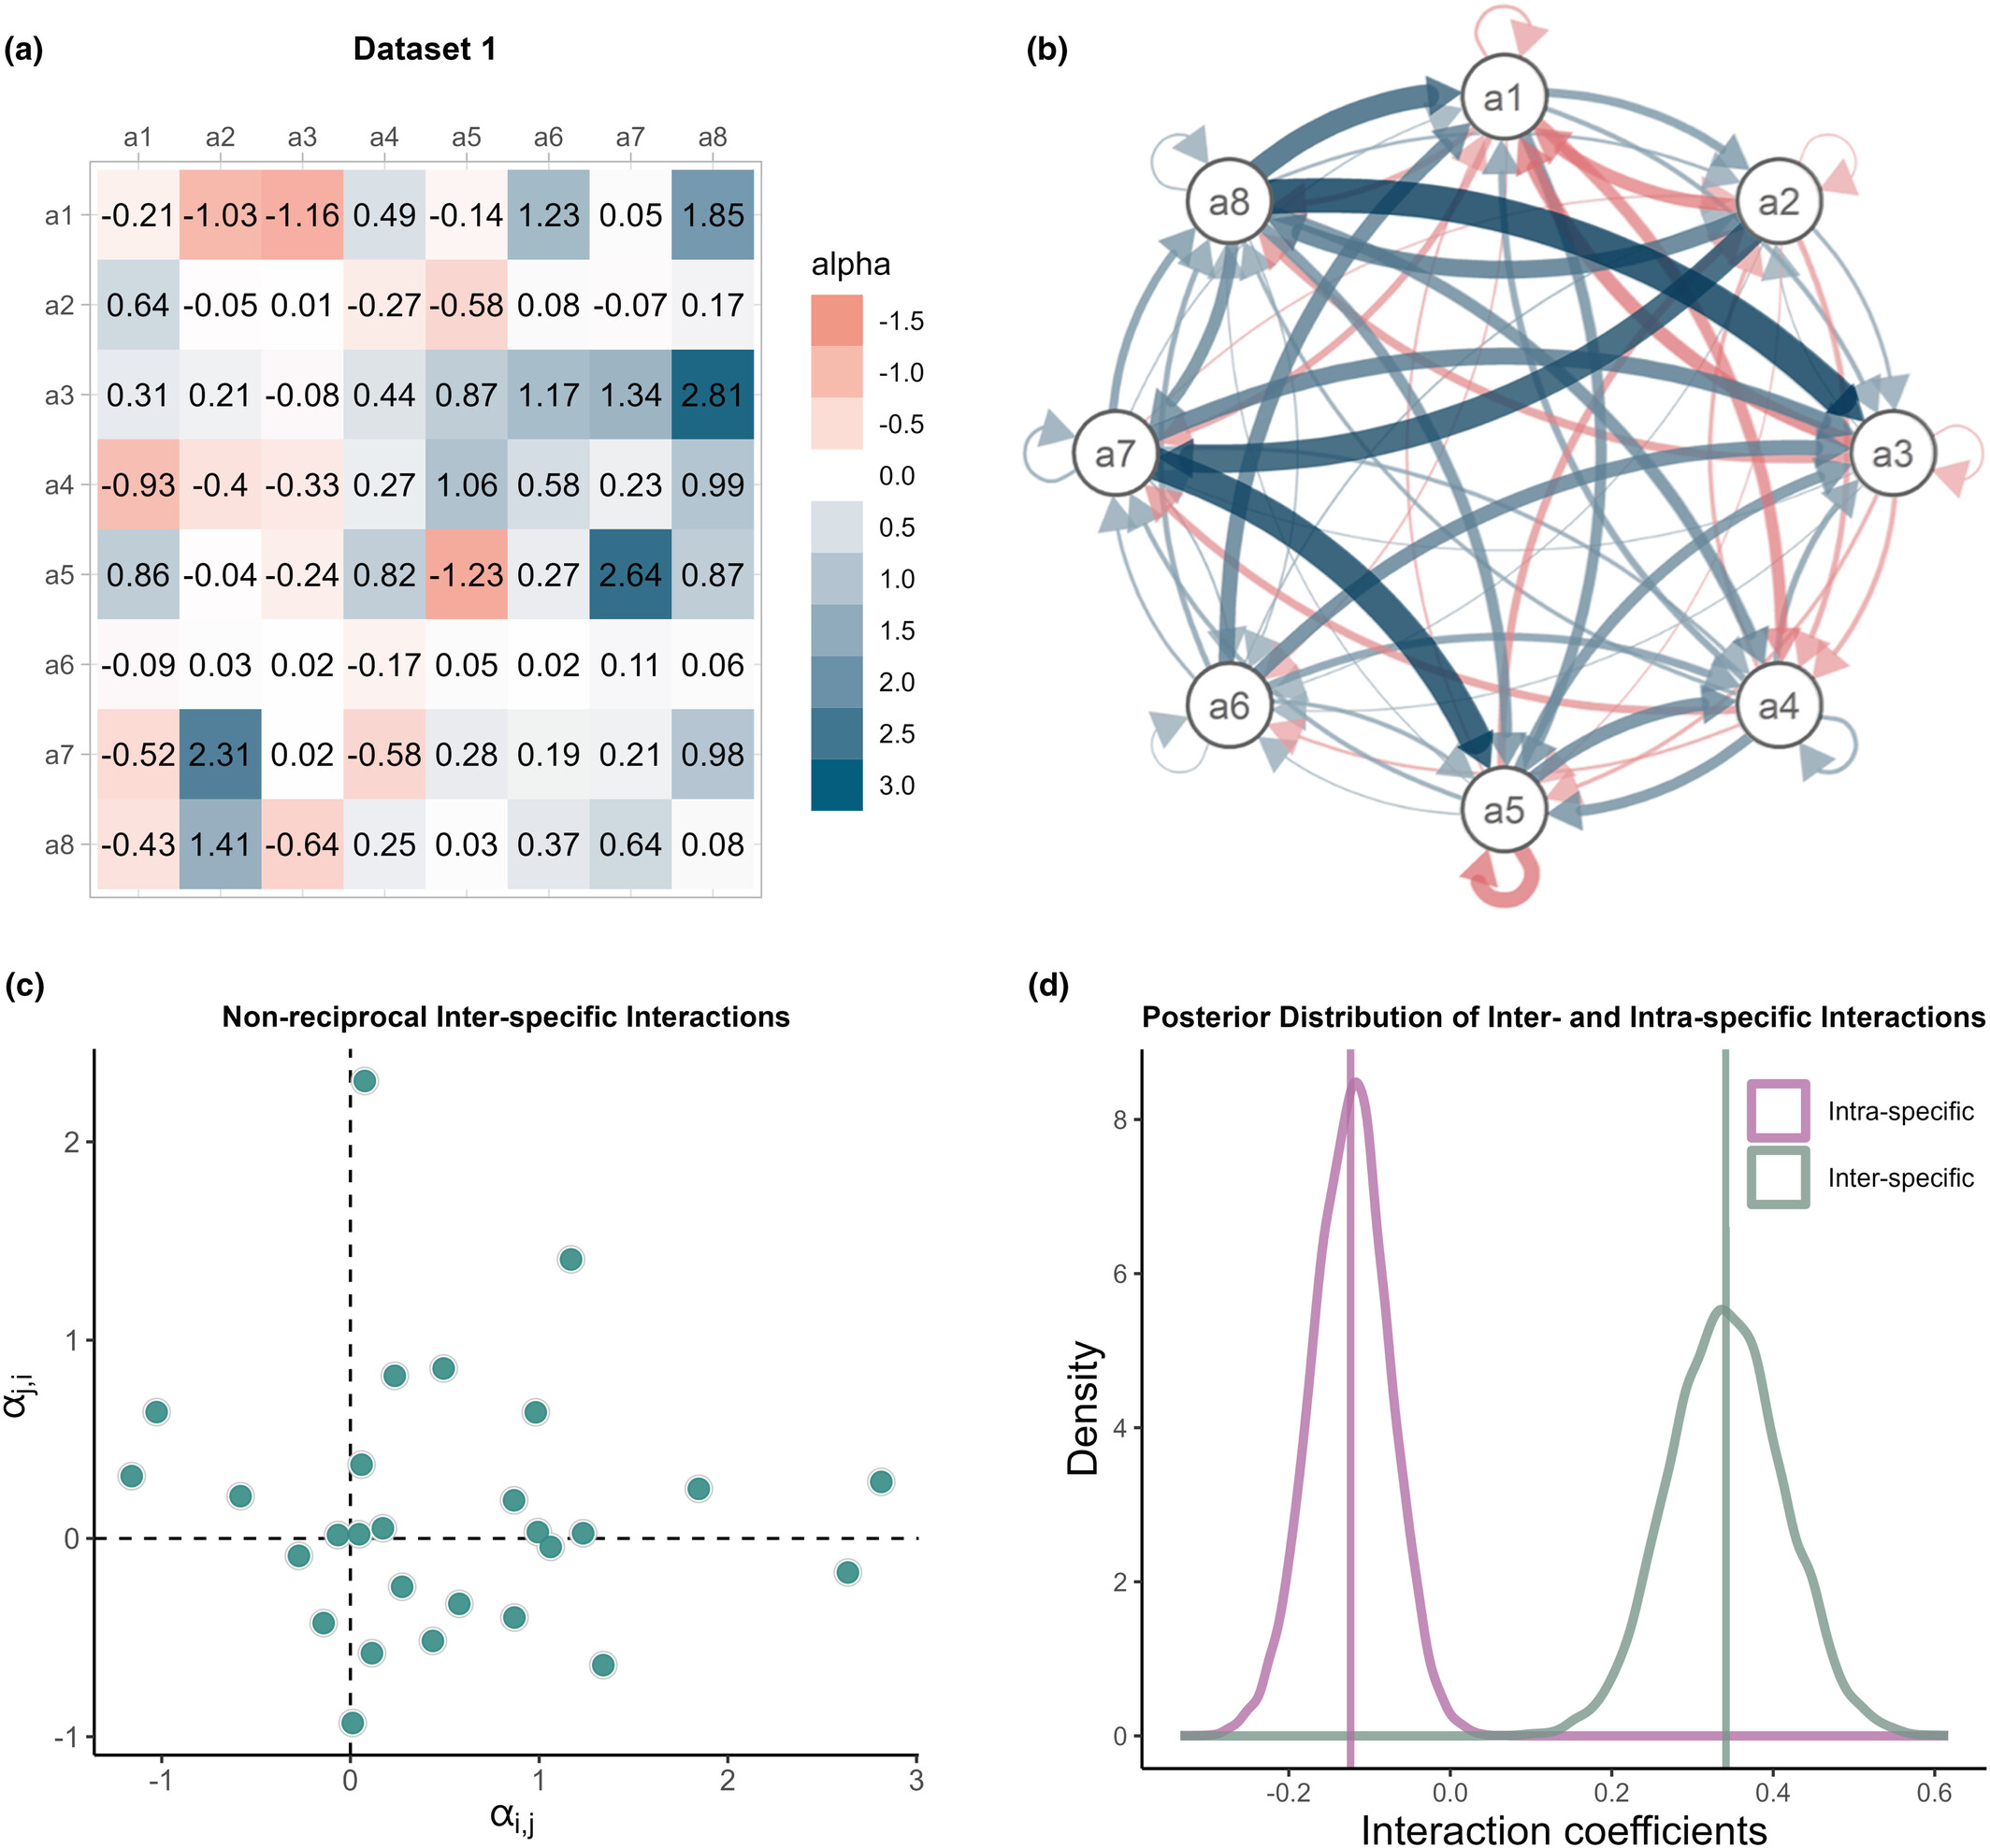 (a)
Dataset 1
a1 a2 a3 a4 a5 a6 a7 a8
a1 -0.21 -1.03 -1.16 0.49 -0.14 1.23 0.05 1.85
a2 0.64 -0.05 0.01 -0.27 -0.58 0.08 -0.07 0.17
a3 0.31 0.21 -0.08 0.44 0.87 1.17 1.34 2.81
a4 -0.93 -0.4 -0.33 0.27 1.06 0.58 0.23 0.99
a5 0.86 -0.04 -0.24 0.82 -1.23 0.27 2.64 0.87
a6 -0.09 0.03 0.02 -0.17 0.05 0.02 0.11 0.06
a7 -0.52 2.31 0.02 -0.58 0.28 0.19 0.21 0.98
a8 -0.43 1.41 -0.64 0.25 0.03 0.37 0.64 0.08
alpha
-1.5
-1.0
-0.5
0.0
0.5
1.0
1.5
2.0
2.5
3.0
(b)
a1
a8 a2
a7 a3
a6 a4
a5
(c)
Non-reciprocal Inter-specific Interactions
αj,i
2
1
0
-1
-1 0 1 2 3
αi,j
(d)
Posterior Distribution of Inter- and Intra-specific Interactions
Intra-specific
Inter-specific
Density
8
6
4
2
0
-0.2 0.0 0.2 0.4 0.6
Interaction coefficients